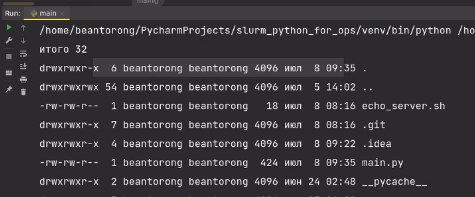 main()
Run: main
/home/beantorong/PycharmProjects/slurm_python_for_ops/venv/bin/python /ho
итого 32
drwxrwxr-x  6 beantorong beantorong 4096 июл  8 09:35 .
drwxrwxrwx 54 beantorong beantorong 4096 июл  5 14:02 ..
-rw-rw-r--  1 beantorong beantorong   18 июл  8 08:16 echo_server.sh
drwxrwxr-x  7 beantorong beantorong 4096 июл  8 08:16 .git
drwxrwxr-x  4 beantorong beantorong 4096 июл  8 09:22 .idea
-rw-rw-r--  1 beantorong beantorong  424 июл  8 09:35 main.py
drwxrwxr-x  2 beantorong beantorong 4096 июн 24 02:48 __pycache__